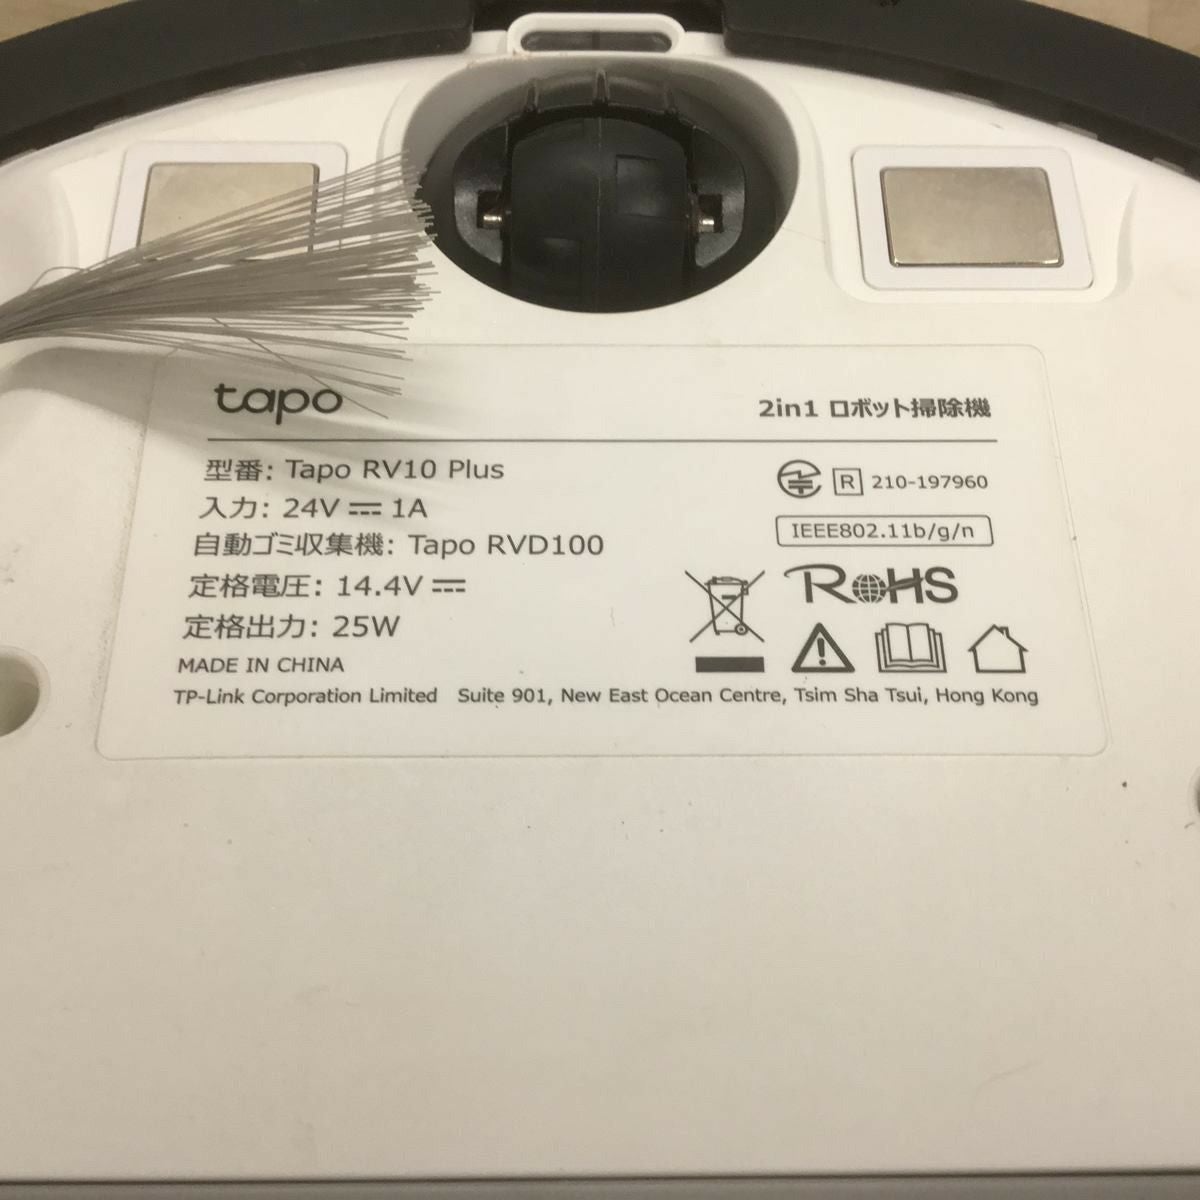 tapo
2in1 ロボット掃除機
型番: Tapo RV10 Plus
入力: 24V ⎓ 1A
自動ゴミ収集機: Tapo RVD100
定格電圧: 14.4V ⎓
定格出力: 25W
R 210-197960
IEEE802.11b/g/n
RoHS
MADE IN CHINA
TP-Link Corporation Limited Suite 901, New East Ocean Centre, Tsim Sha Tsui, Hong Kong